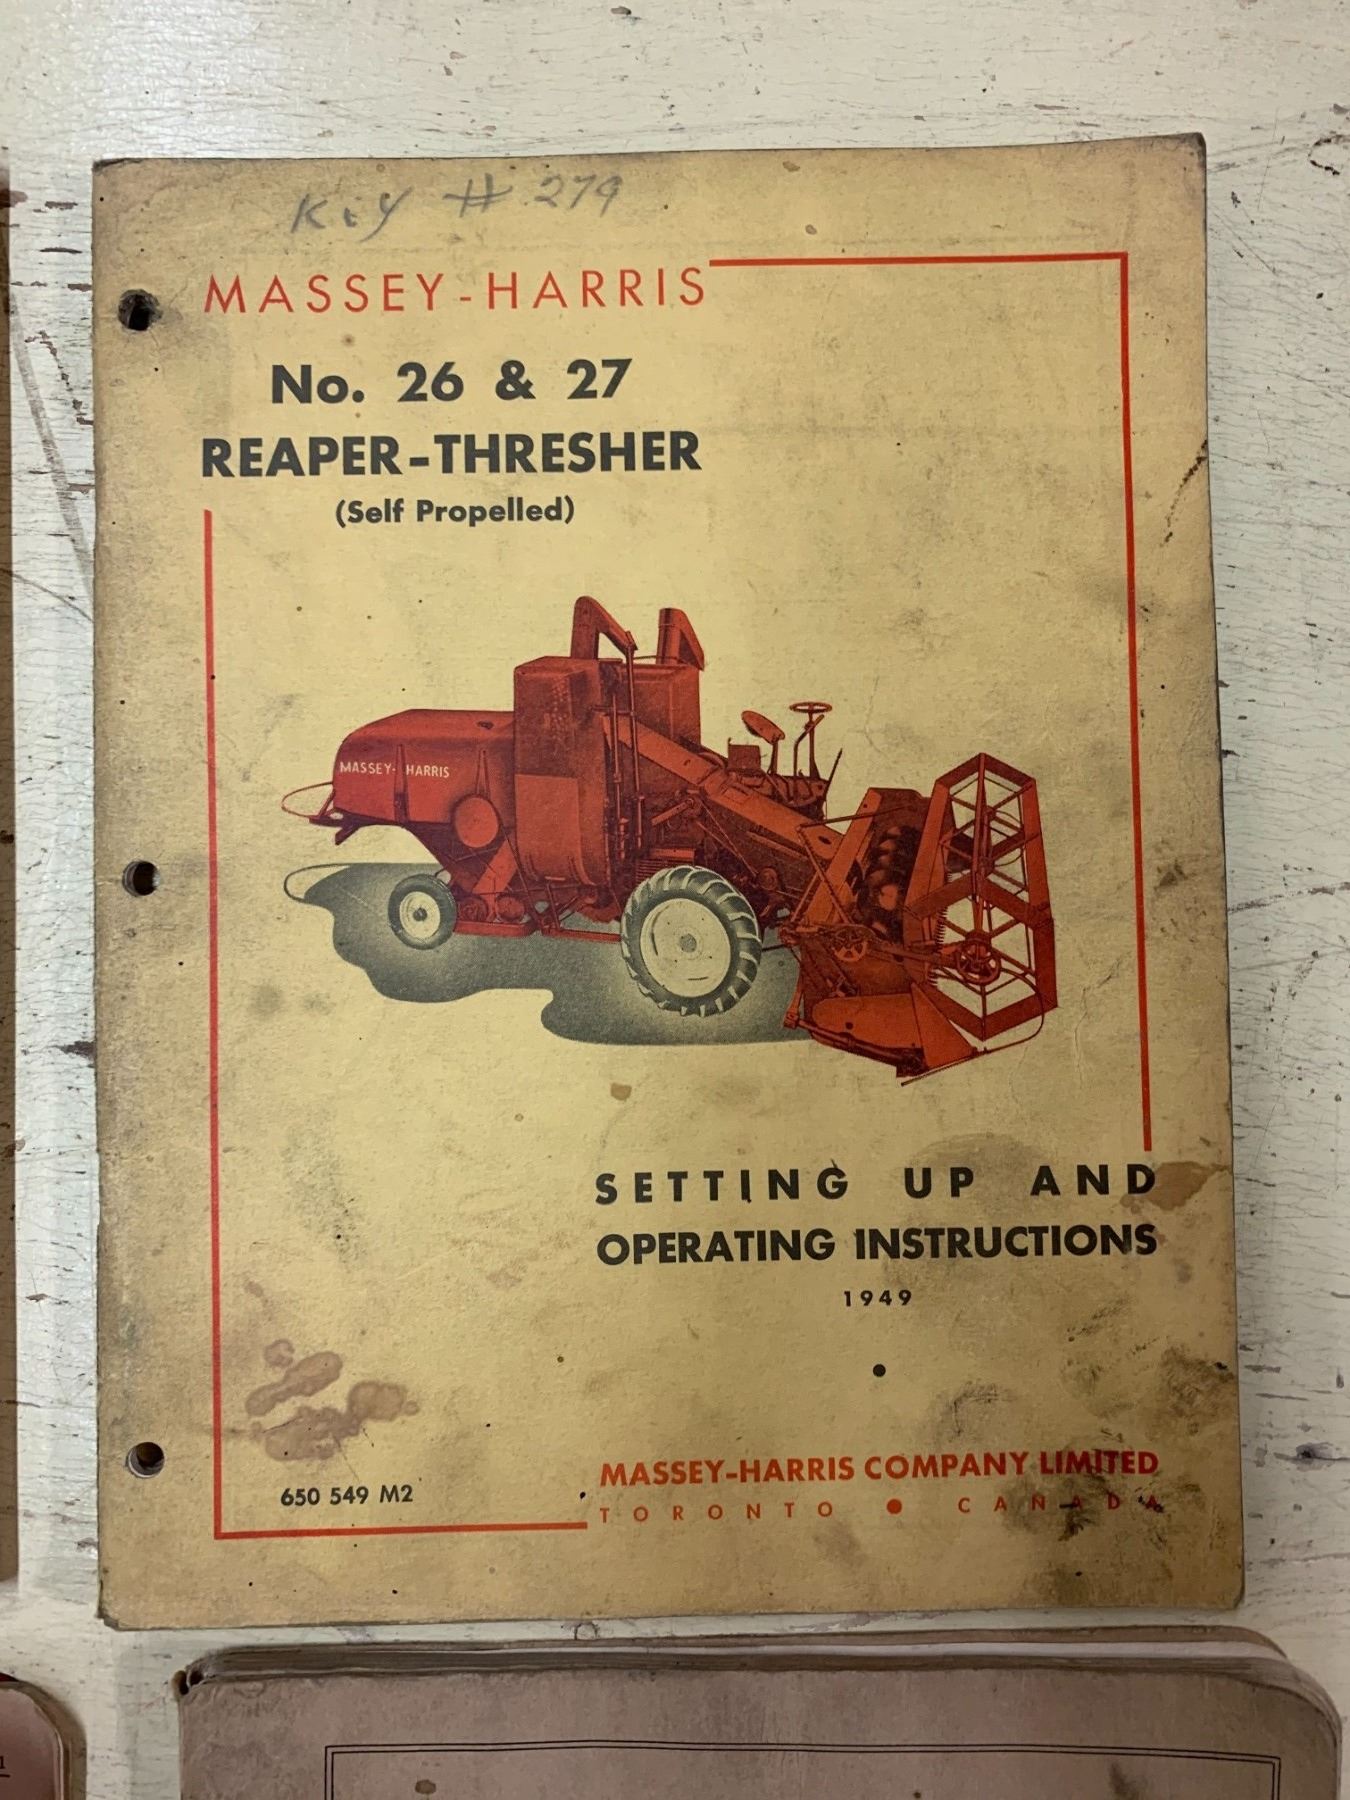 Key # 279
MASSEY-HARRIS
No. 26 & 27
REAPER-THRESHER
(Self Propelled)
MASSEY-HARRIS
SETTING UP AND
OPERATING INSTRUCTIONS
1949
650 549 M2
MASSEY-HARRIS COMPANY LIMITED
TORONTO ● CANADA